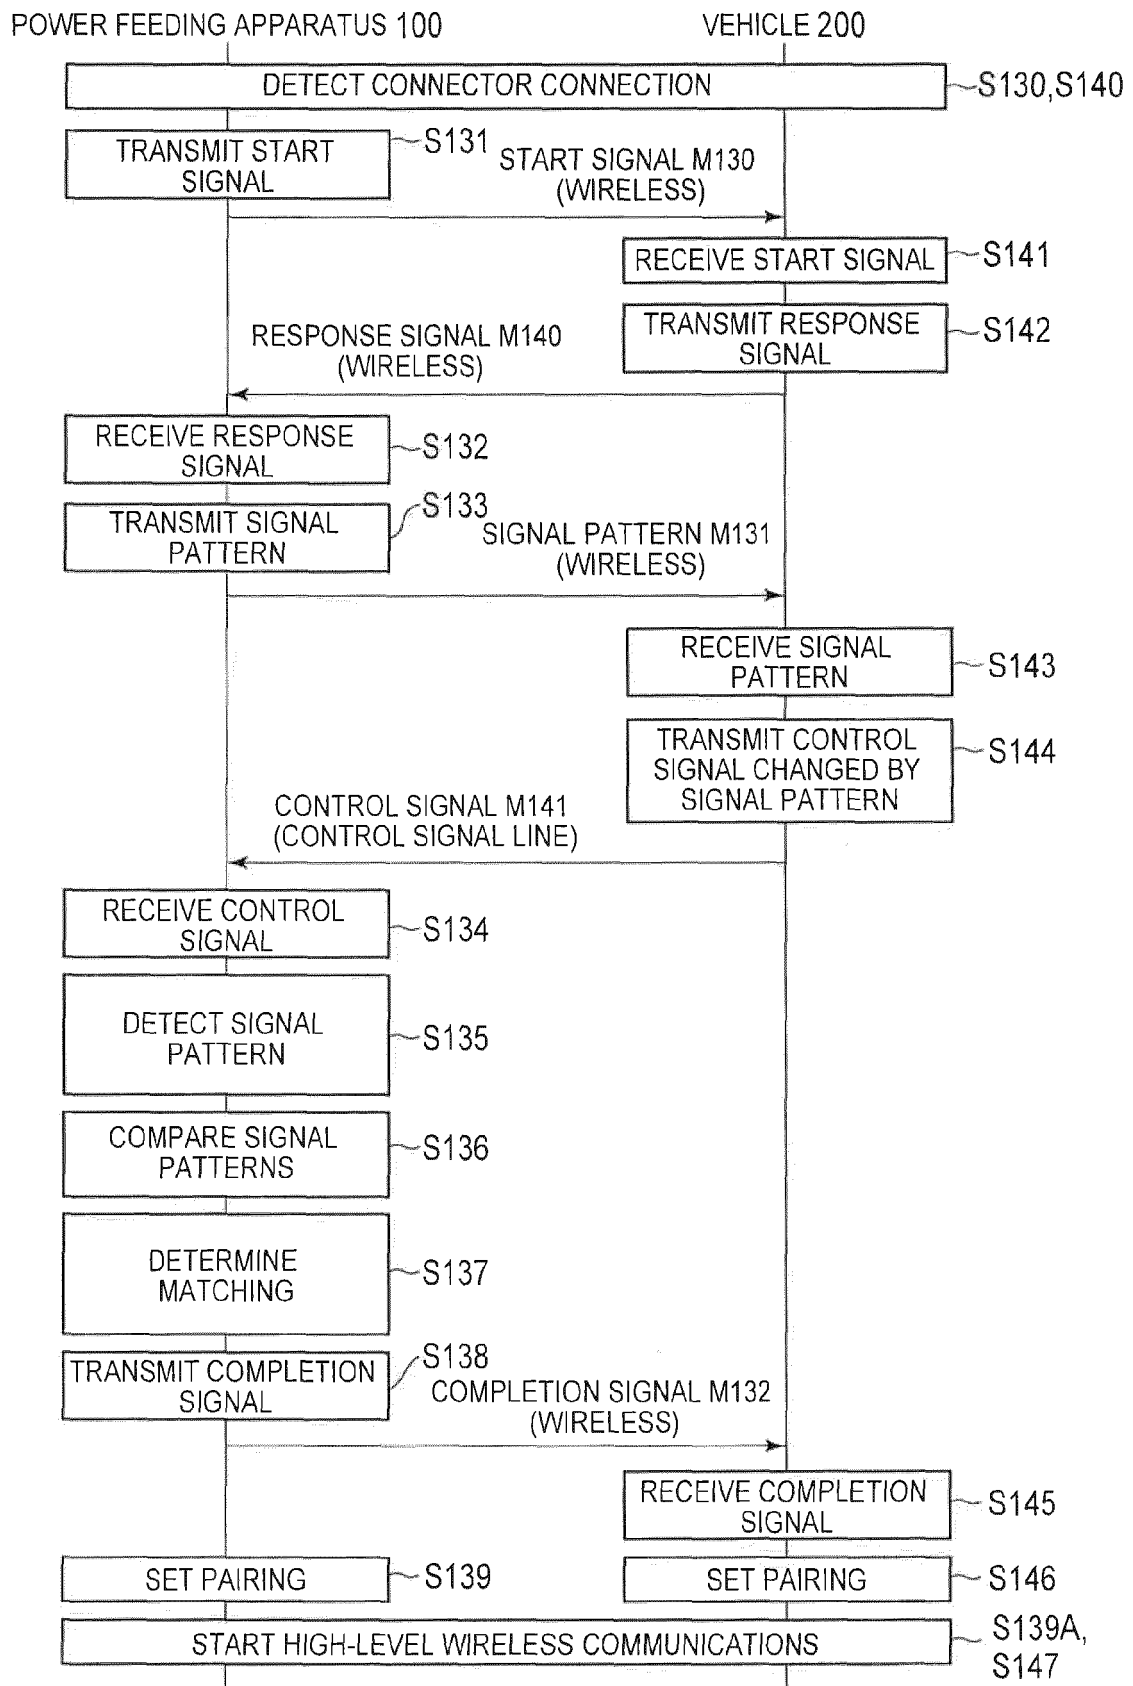 POWER FEEDING APPARATUS 100
VEHICLE 200
DETECT CONNECTOR CONNECTION
S130,S140
TRANSMIT START
SIGNAL
S131
START SIGNAL M130
(WIRELESS)
RECEIVE START SIGNAL
S141
TRANSMIT RESPONSE
SIGNAL
S142
RESPONSE SIGNAL M140
(WIRELESS)
RECEIVE RESPONSE
SIGNAL
S132
TRANSMIT SIGNAL
PATTERN
S133
SIGNAL PATTERN M131
(WIRELESS)
RECEIVE SIGNAL
PATTERN
S143
TRANSMIT CONTROL
SIGNAL CHANGED BY
SIGNAL PATTERN
S144
CONTROL SIGNAL M141
(CONTROL SIGNAL LINE)
RECEIVE CONTROL
SIGNAL
S134
DETECT SIGNAL
PATTERN
S135
COMPARE SIGNAL
PATTERNS
S136
DETERMINE
MATCHING
S137
TRANSMIT COMPLETION
SIGNAL
S138
COMPLETION SIGNAL M132
(WIRELESS)
RECEIVE COMPLETION
SIGNAL
S145
SET PAIRING
S139
SET PAIRING
S146
START HIGH-LEVEL WIRELESS COMMUNICATIONS
S139A,
S147